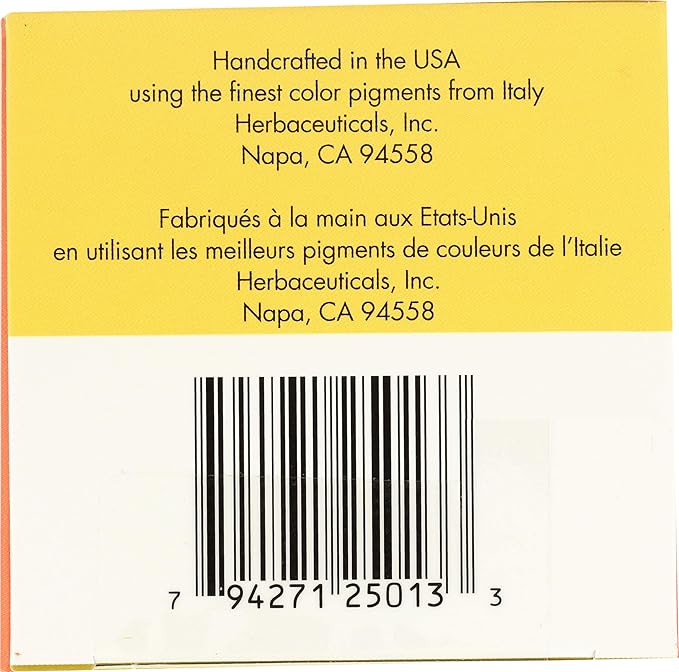 Handcrafted in the USA
using the finest color pigments from Italy
Herbaceuticals, Inc.
Napa, CA 94558
Fabriqués à la main aux Etats-Unis
en utilisant les meilleurs pigments de couleurs de l'Italie
Herbaceuticals, Inc.
Napa, CA 94558
7 94271 25013 3